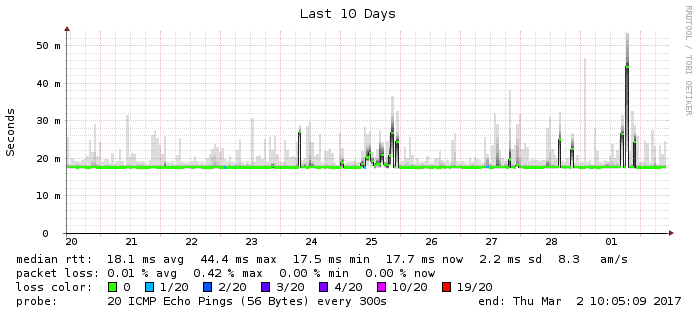 Last 10 Days
RRDTOOL / TOBI OETIKER
Seconds
50 m
40 m
30 m
20 m
10 m
0
20 21 22 23 24 25 26 27 28 01
median rtt: 18.1 ms avg 44.4 ms max 17.5 ms min 17.7 ms now 2.2 ms sd 8.3 am/s
packet loss: 0.01 % avg 0.42 % max 0.00 % min 0.00 % now
loss color: 0 1/20 2/20 3/20 4/20 10/20 19/20
probe: 20 ICMP Echo Pings (56 Bytes) every 300s end: Thu Mar 2 10:05:09 2017